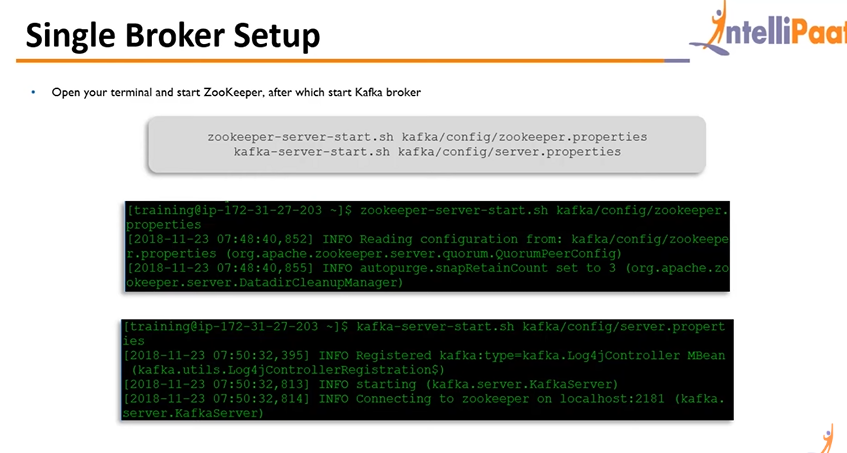 Single Broker Setup
IntelliPaat
• Open your terminal and start ZooKeeper, after which start Kafka broker
zookeeper-server-start.sh kafka/config/zookeeper.properties
kafka-server-start.sh kafka/config/server.properties
[training@ip-172-31-27-203 ~]$ zookeeper-server-start.sh kafka/config/zookeeper.
properties
[2018-11-23 07:48:40,852] INFO Reading configuration from: kafka/config/zookeepe
r.properties (org.apache.zookeeper.server.quorum.QuorumPeerConfig)
[2018-11-23 07:48:40,855] INFO autopurge.snapRetainCount set to 3 (org.apache.zo
okeeper.server.DatadirCleanupManager)
[training@ip-172-31-27-203 ~]$ kafka-server-start.sh kafka/config/server.propert
ies
[2018-11-23 07:50:32,395] INFO Registered kafka:type=kafka.Log4jController MBean
(kafka.utils.Log4jControllerRegistration$)
[2018-11-23 07:50:32,813] INFO starting (kafka.server.KafkaServer)
[2018-11-23 07:50:32,814] INFO Connecting to zookeeper on localhost:2181 (kafka.
server.KafkaServer)